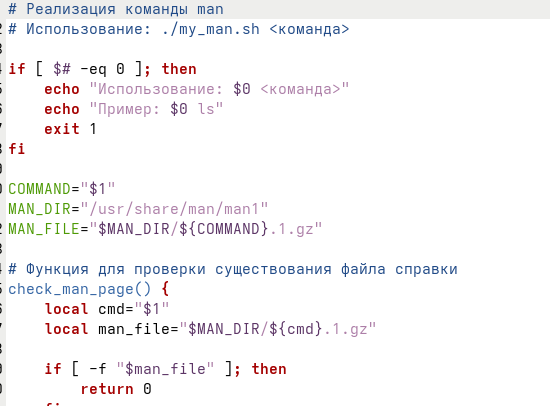 # Реализация команды man
2 # Использование: ./my_man.sh <команда>
if [ $# -eq 0 ]; then
    echo "Использование: $0 <команда>"
    echo "Пример: $0 ls"
    exit 1
fi
COMMAND="$1"
MAN_DIR="/usr/share/man/man1"
2 MAN_FILE="$MAN_DIR/${COMMAND}.1.gz"
# Функция для проверки существования файла справки
check_man_page() {
    local cmd="$1"
    local man_file="$MAN_DIR/${cmd}.1.gz"
    if [ -f "$man_file" ]; then
        return 0